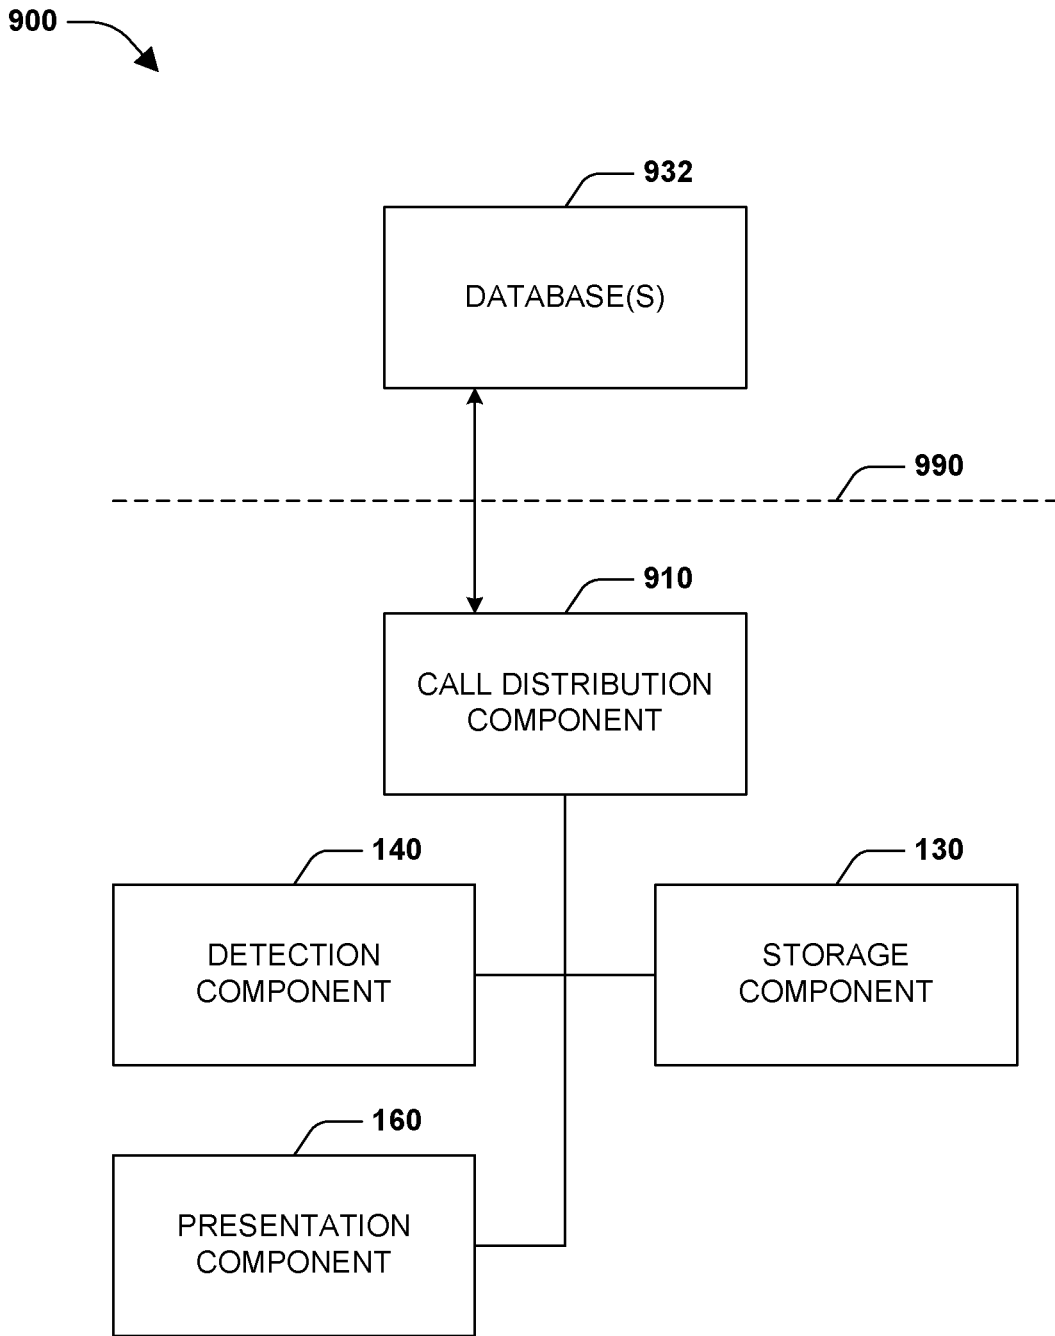 900
932
DATABASE(S)
990
910
CALL DISTRIBUTION
COMPONENT
140
130
DETECTION
COMPONENT
STORAGE
COMPONENT
160
PRESENTATION
COMPONENT